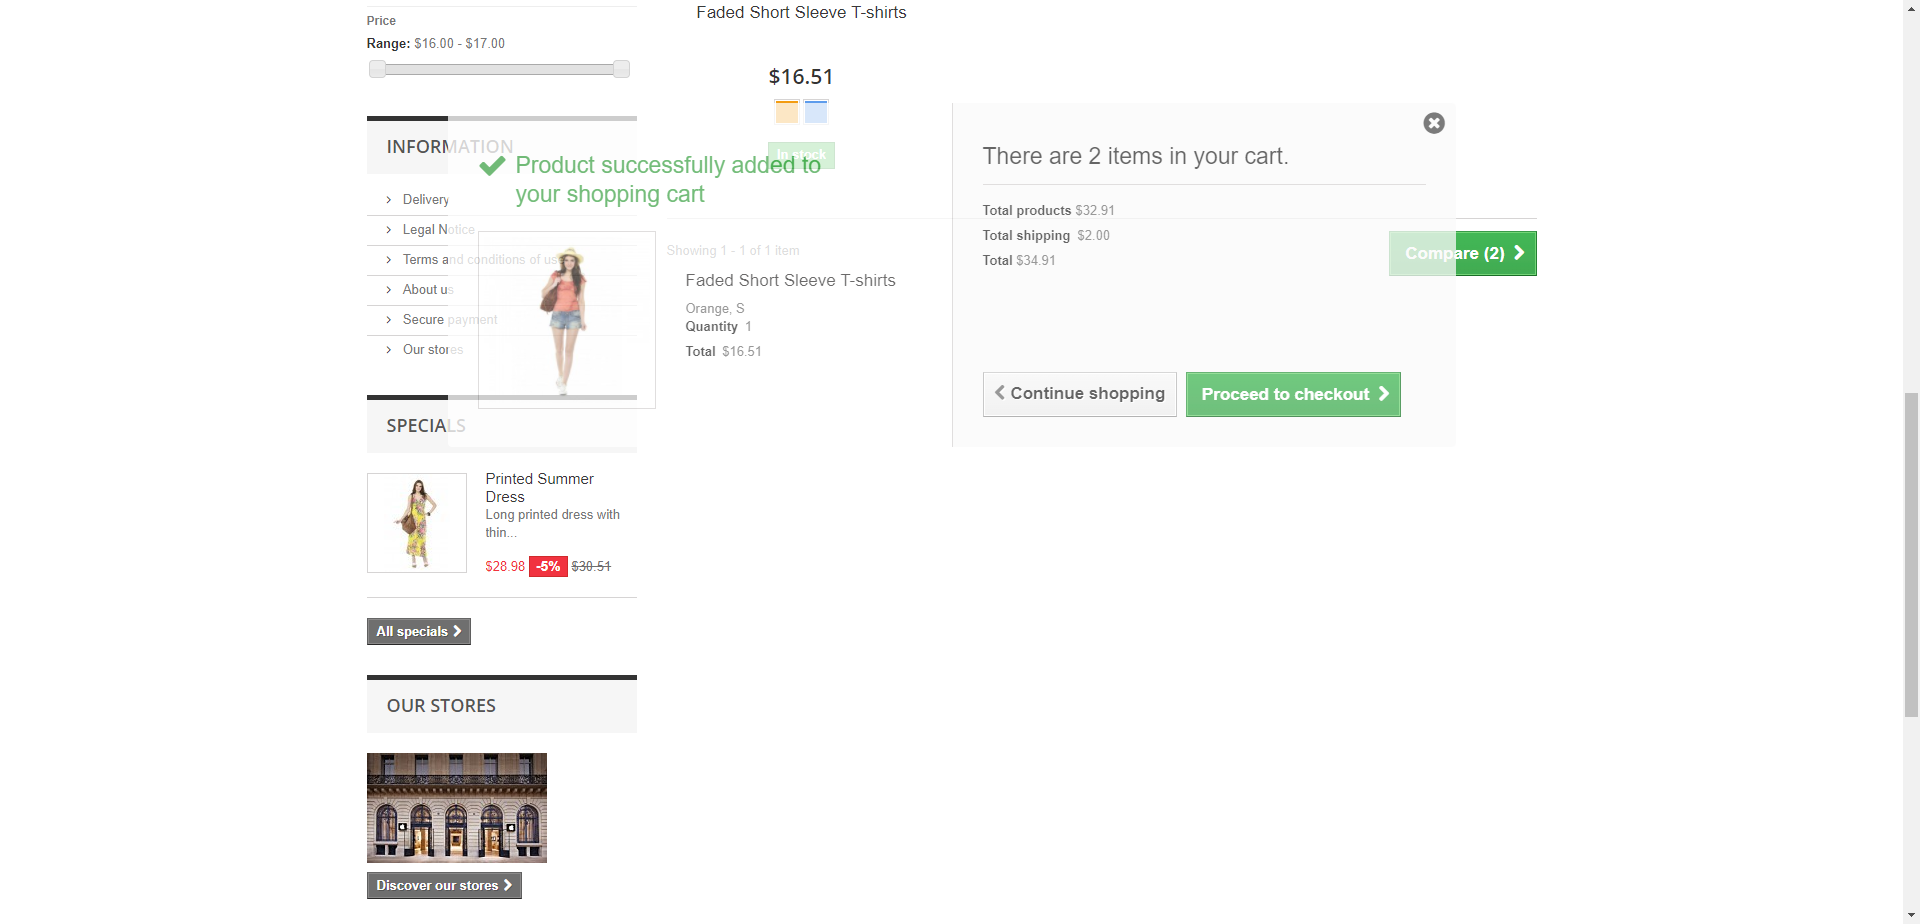 Price
Range: $16.00 - $17.00
INFORMATION
Delivery
Legal Notice
Terms and conditions of use
About us
Secure payment
Our stores
SPECIALS
Printed Summer
Dress
Long printed dress with
thin...
$28.98 -5% $30.51
All specials
OUR STORES
Discover our stores
Faded Short Sleeve T-shirts
$16.51
In stock
Product successfully added to
your shopping cart
Showing 1 - 1 of 1 item
Faded Short Sleeve T-shirts
Orange, S
Quantity 1
Total $16.51
There are 2 items in your cart.
Total products $32.91
Total shipping $2.00
Total $34.91
Compare (2)
Continue shopping
Proceed to checkout